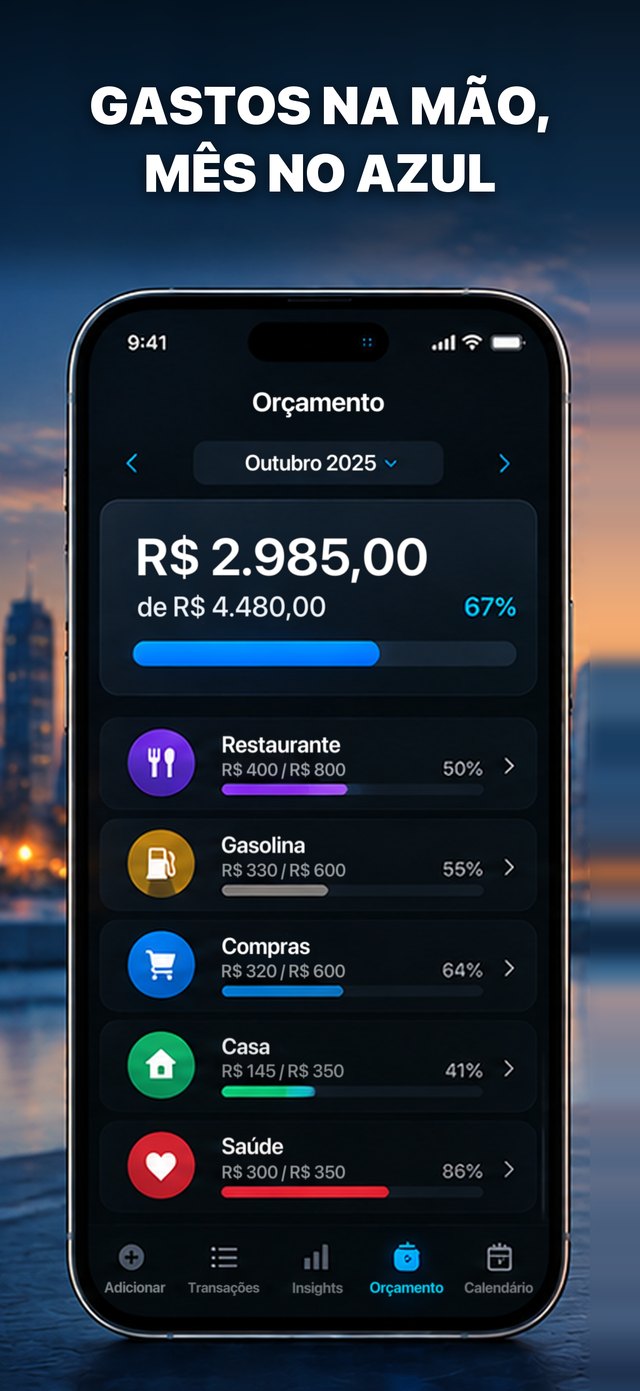 GASTOS NA MÃO,
MÊS NO AZUL
9:41
Orçamento
Outubro 2025
R$ 2.985,00
de R$ 4.480,00 67%
Restaurante
R$ 400 / R$ 800 50%
Gasolina
R$ 330 / R$ 600 55%
Compras
R$ 320 / R$ 600 64%
Casa
R$ 145 / R$ 350 41%
Saúde
R$ 300 / R$ 350 86%
Adicionar Transações Insights Orçamento Calendário